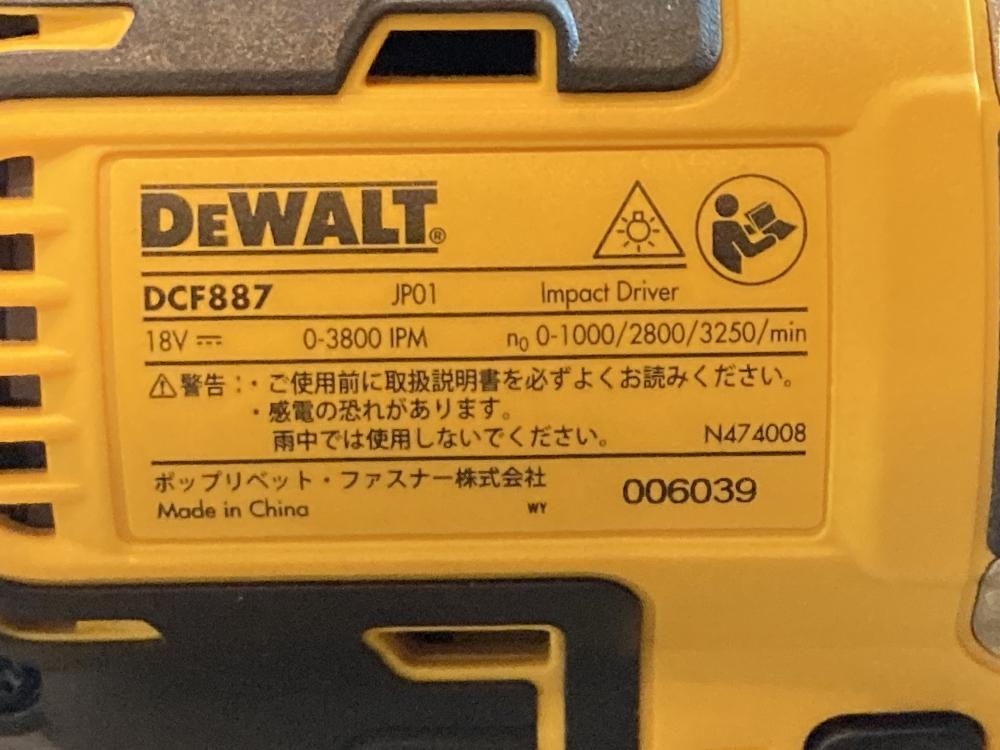 DEWALT®
DCF887 JP01 Impact Driver
18V ⎓ 0-3800 IPM n₀ 0-1000/2800/3250/min
⚠警告：・ご使用前に取扱説明書を必ずよくお読みください。
・感電の恐れがあります。
雨中では使用しないでください。 N474008
ポップリベット・ファスナー株式会社 006039
Made in China WY